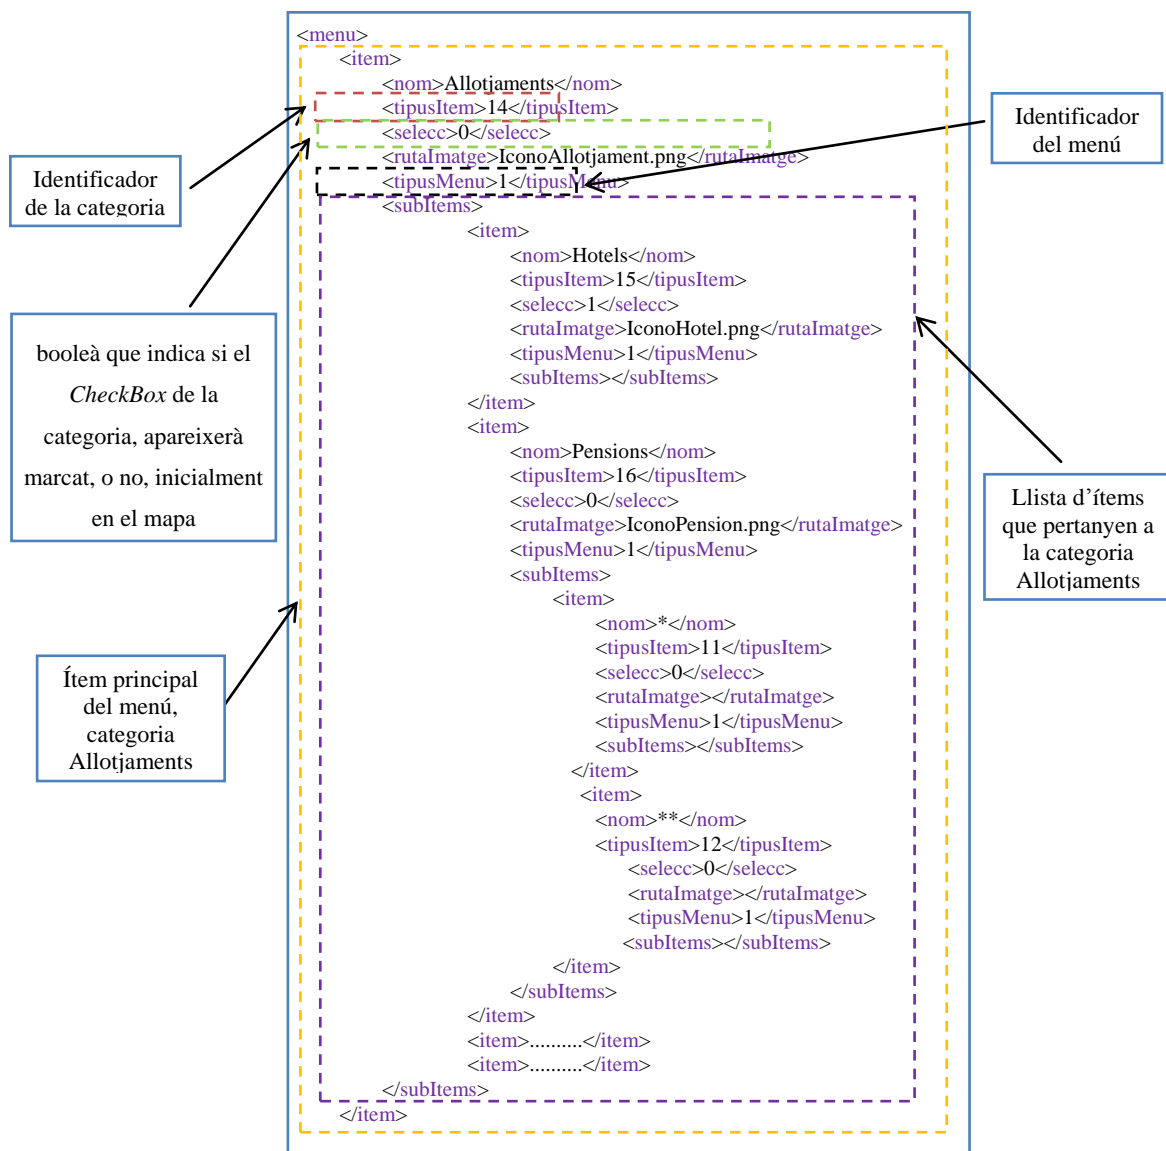 <menu>
<item>
<nom>Allotjaments</nom>
<tipusItem>14</tipusItem>
<selecc>0</selecc>
<rutaImatge>IconoAllotjament.png</rutaImatge>
<tipusMenu>1</tipusMenu>
<subItems>
<item>
<nom>Hotels</nom>
<tipusItem>15</tipusItem>
<selecc>1</selecc>
<rutaImatge>IconoHotel.png</rutaImatge>
<tipusMenu>1</tipusMenu>
<subItems></subItems>
</item>
<item>
<nom>Pensions</nom>
<tipusItem>16</tipusItem>
<selecc>0</selecc>
<rutaImatge>IconoPension.png</rutaImatge>
<tipusMenu>1</tipusMenu>
<subItems>
<item>
<nom>*</nom>
<tipusItem>11</tipusItem>
<selecc>0</selecc>
<rutaImatge></rutaImatge>
<tipusMenu>1</tipusMenu>
<subItems></subItems>
</item>
<item>
<nom>**</nom>
<tipusItem>12</tipusItem>
<selecc>0</selecc>
<rutaImatge></rutaImatge>
<tipusMenu>1</tipusMenu>
<subItems></subItems>
</item>
</subItems>
</item>
<item>..........</item>
<item>..........</item>
</subItems>
</item>
Identificador
de la categoria
booleà que indica si el
CheckBox de la
categoria, apareixerà
marcat, o no, inicialment
en el mapa
Ítem principal
del menú,
categoria
Allotjaments
Identificador
del menú
Llista d’ítems
que pertanyen a
la categoria
Allotjaments